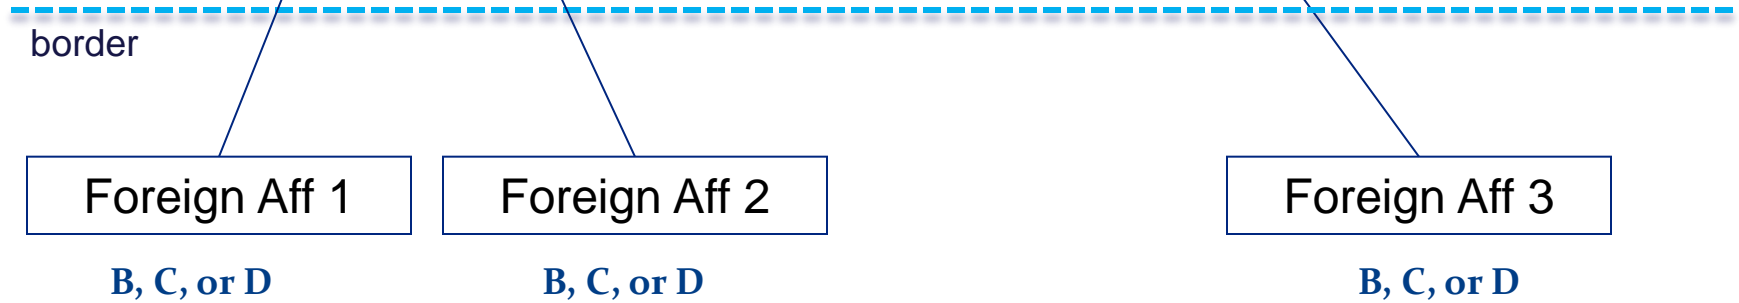 border
Foreign Aff 1
Foreign Aff 2
Foreign Aff 3
B, C, or D
B, C, or D
B, C, or D